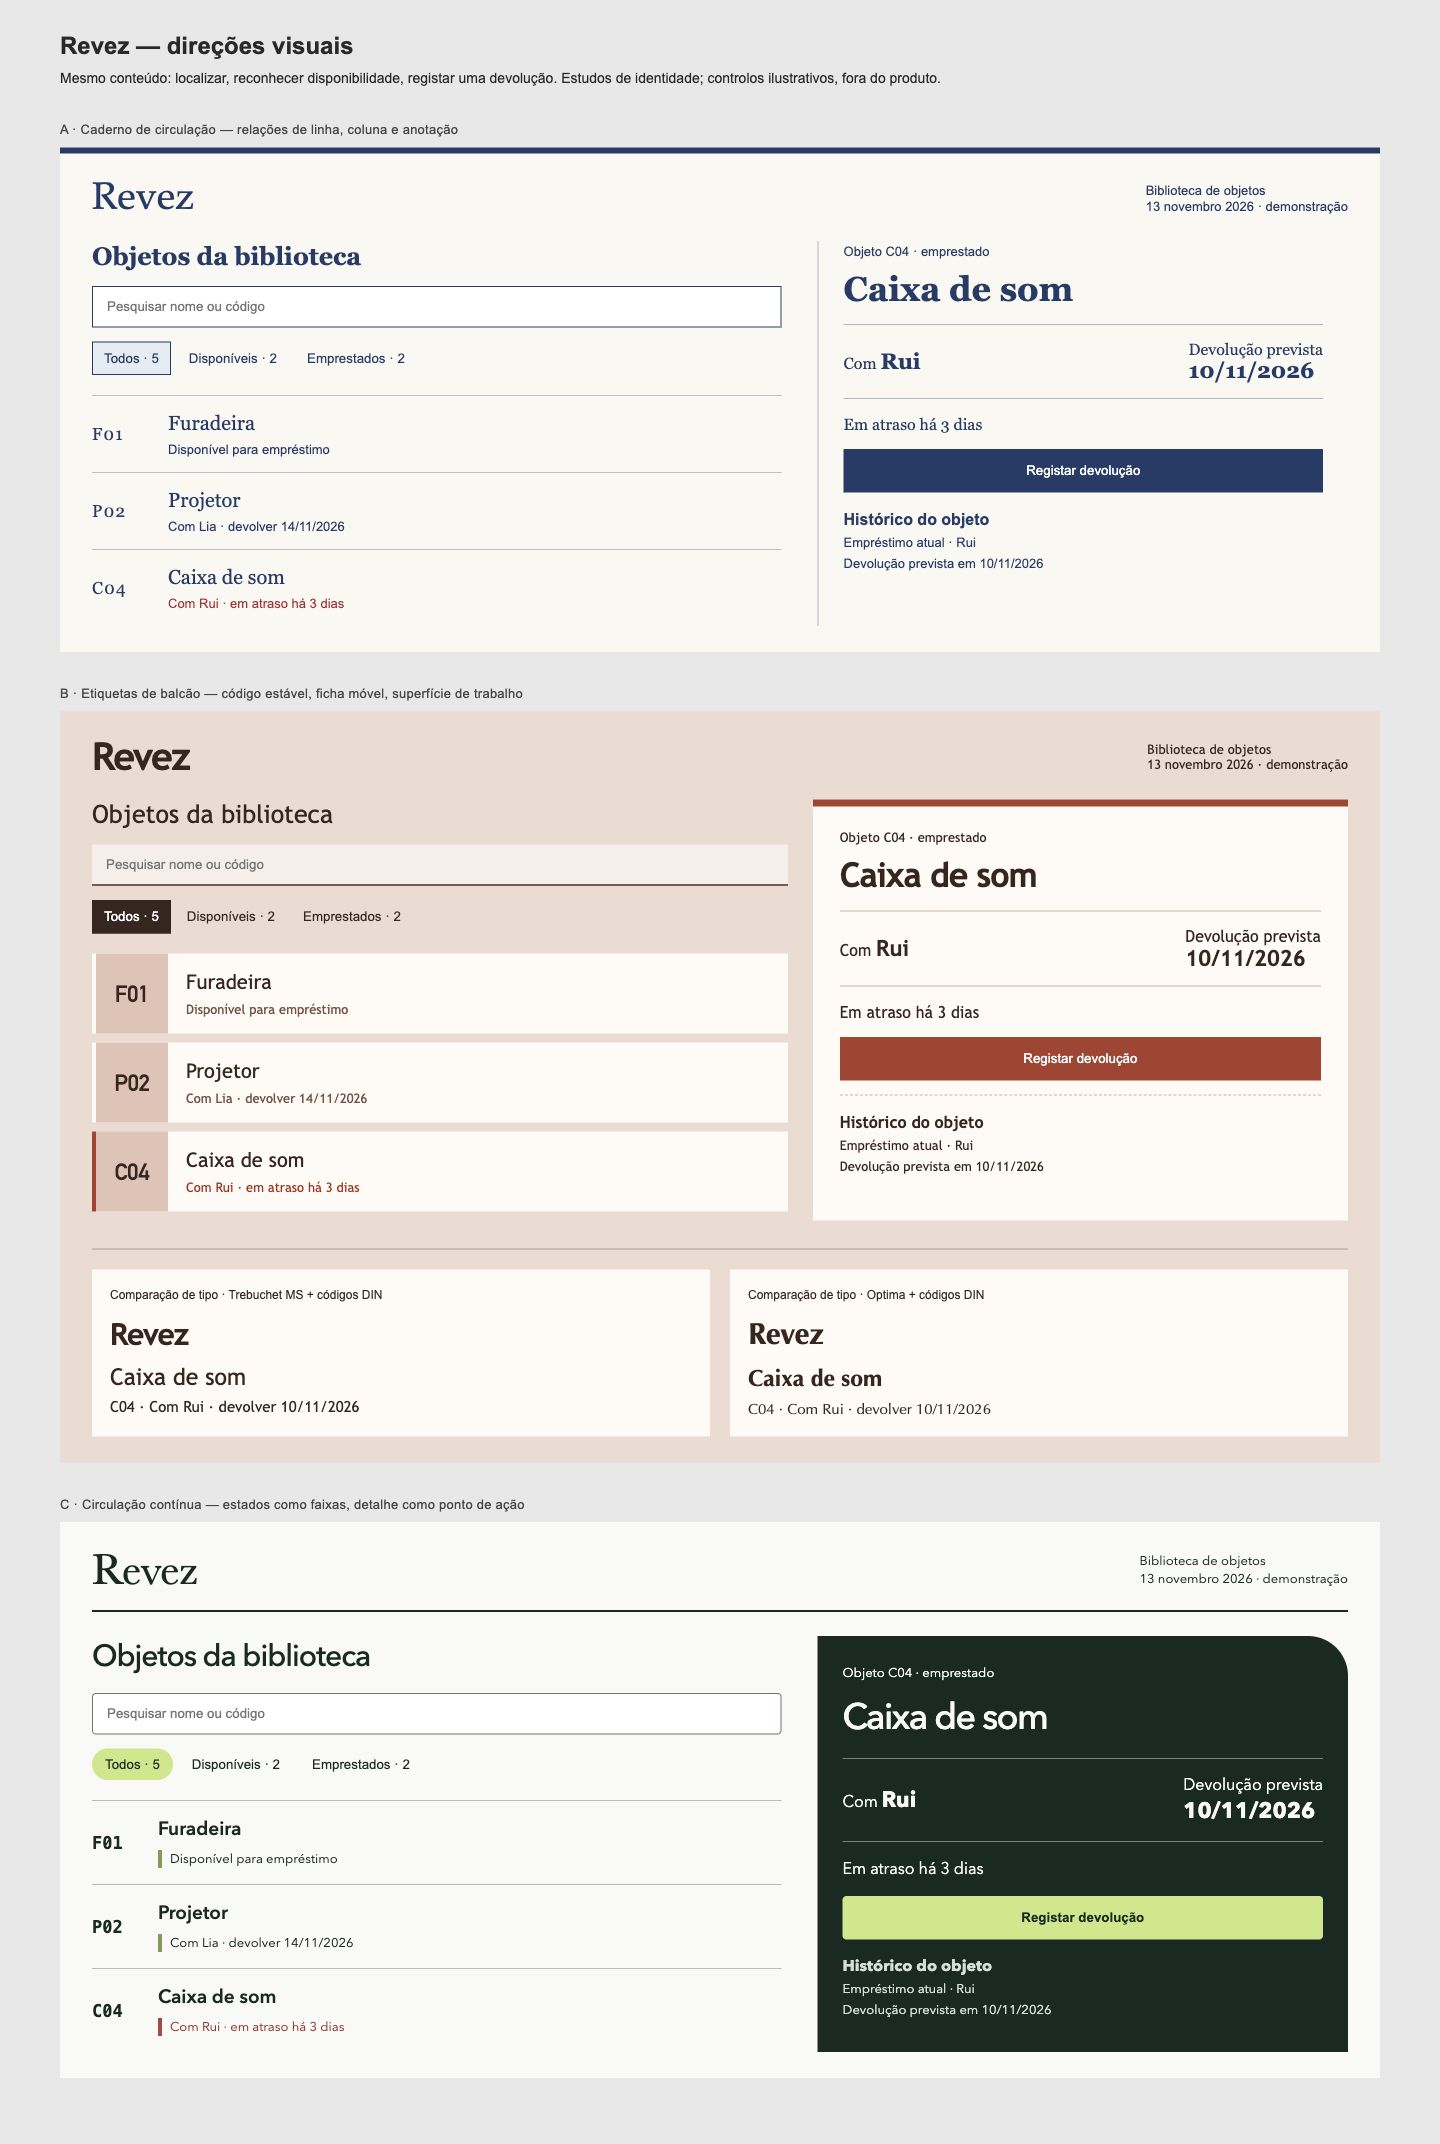 Revez — direções visuais
Mesmo conteúdo: localizar, reconhecer disponibilidade, registar uma devolução. Estudos de identidade; controlos ilustrativos, fora do produto.
A · Caderno de circulação — relações de linha, coluna e anotação
Revez
Biblioteca de objetos
13 novembro 2026 · demonstração
Objetos da biblioteca
Pesquisar nome ou código
Todos · 5 Disponíveis · 2 Emprestados · 2
F01
Furadeira
Disponível para empréstimo
P02
Projetor
Com Lia · devolver 14/11/2026
C04
Caixa de som
Com Rui · em atraso há 3 dias
Objeto C04 · emprestado
Caixa de som
Com Rui
Devolução prevista
10/11/2026
Em atraso há 3 dias
Registar devolução
Histórico do objeto
Empréstimo atual · Rui
Devolução prevista em 10/11/2026
B · Etiquetas de balcão — código estável, ficha móvel, superfície de trabalho
Revez
Biblioteca de objetos
13 novembro 2026 · demonstração
Objetos da biblioteca
Pesquisar nome ou código
Todos · 5 Disponíveis · 2 Emprestados · 2
F01
Furadeira
Disponível para empréstimo
P02
Projetor
Com Lia · devolver 14/11/2026
C04
Caixa de som
Com Rui · em atraso há 3 dias
Objeto C04 · emprestado
Caixa de som
Com Rui
Devolução prevista
10/11/2026
Em atraso há 3 dias
Registar devolução
Histórico do objeto
Empréstimo atual · Rui
Devolução prevista em 10/11/2026
Comparação de tipo · Trebuchet MS + códigos DIN
Revez
Caixa de som
C04 · Com Rui · devolver 10/11/2026
Comparação de tipo · Optima + códigos DIN
Revez
Caixa de som
C04 · Com Rui · devolver 10/11/2026
C · Circulação contínua — estados como faixas, detalhe como ponto de ação
Revez
Biblioteca de objetos
13 novembro 2026 · demonstração
Objetos da biblioteca
Pesquisar nome ou código
Todos · 5 Disponíveis · 2 Emprestados · 2
F01
Furadeira
Disponível para empréstimo
P02
Projetor
Com Lia · devolver 14/11/2026
C04
Caixa de som
Com Rui · em atraso há 3 dias
Objeto C04 · emprestado
Caixa de som
Com Rui
Devolução prevista
10/11/2026
Em atraso há 3 dias
Registar devolução
Histórico do objeto
Empréstimo atual · Rui
Devolução prevista em 10/11/2026